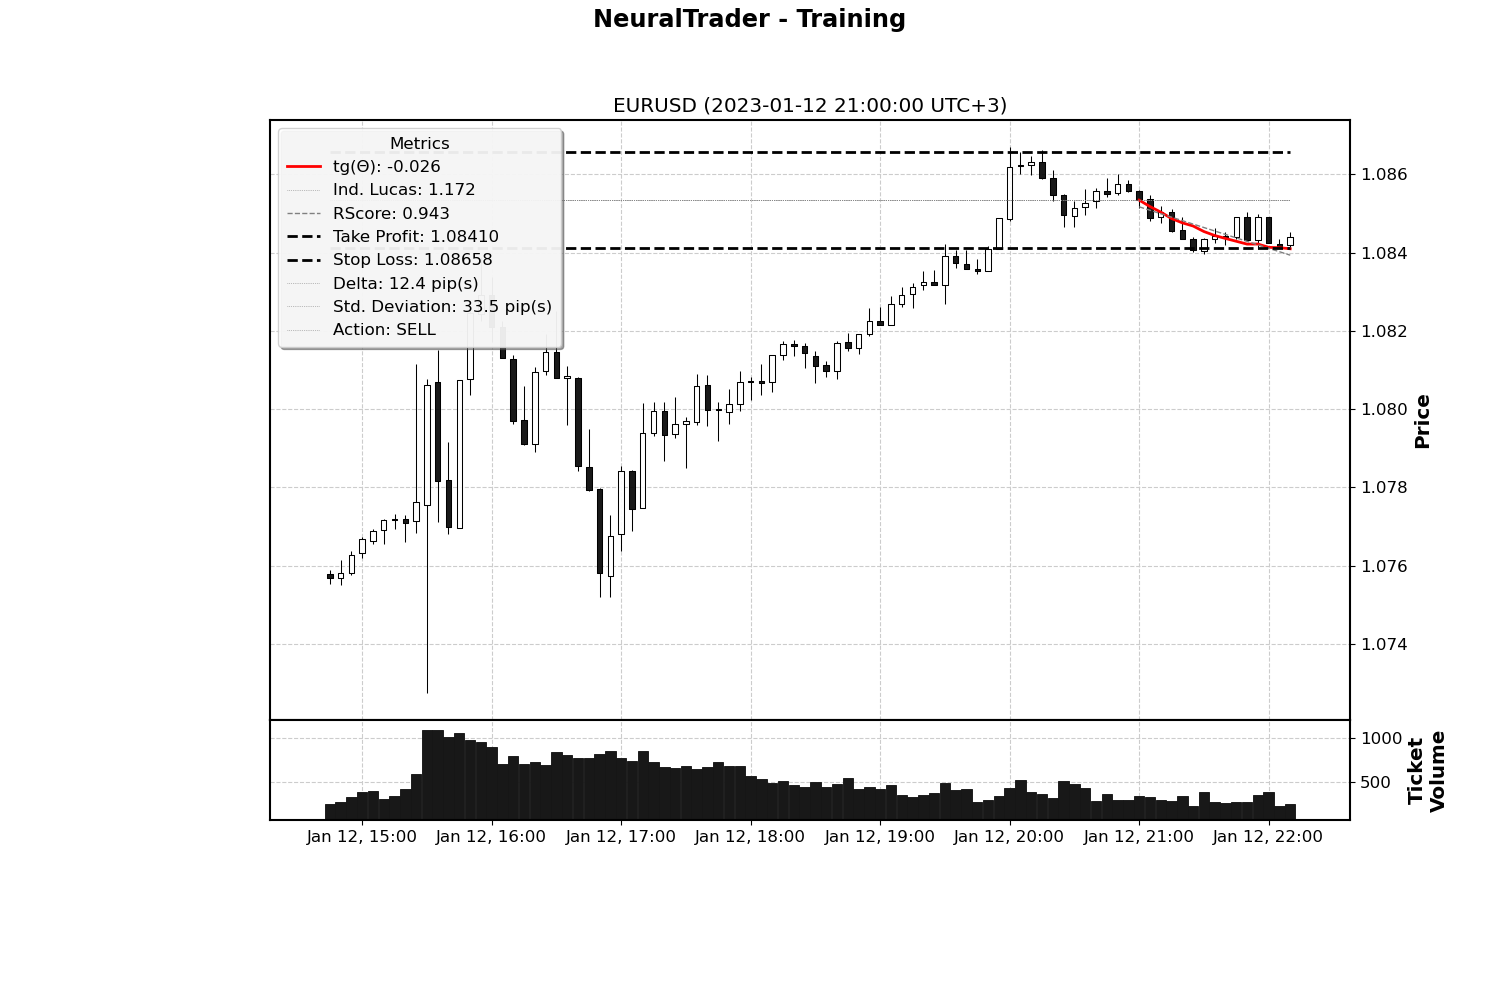 NeuralTrader - Training
EURUSD (2023-01-12 21:00:00 UTC+3)
Metrics
tg(Θ): -0.026
Ind. Lucas: 1.172
RScore: 0.943
Take Profit: 1.08410
Stop Loss: 1.08658
Delta: 12.4 pip(s)
Std. Deviation: 33.5 pip(s)
Action: SELL
1.086
1.084
1.082
1.080
1.078
1.076
1.074
Price
1000
500
Ticket
Volume
Jan 12, 15:00
Jan 12, 16:00
Jan 12, 17:00
Jan 12, 18:00
Jan 12, 19:00
Jan 12, 20:00
Jan 12, 21:00
Jan 12, 22:00